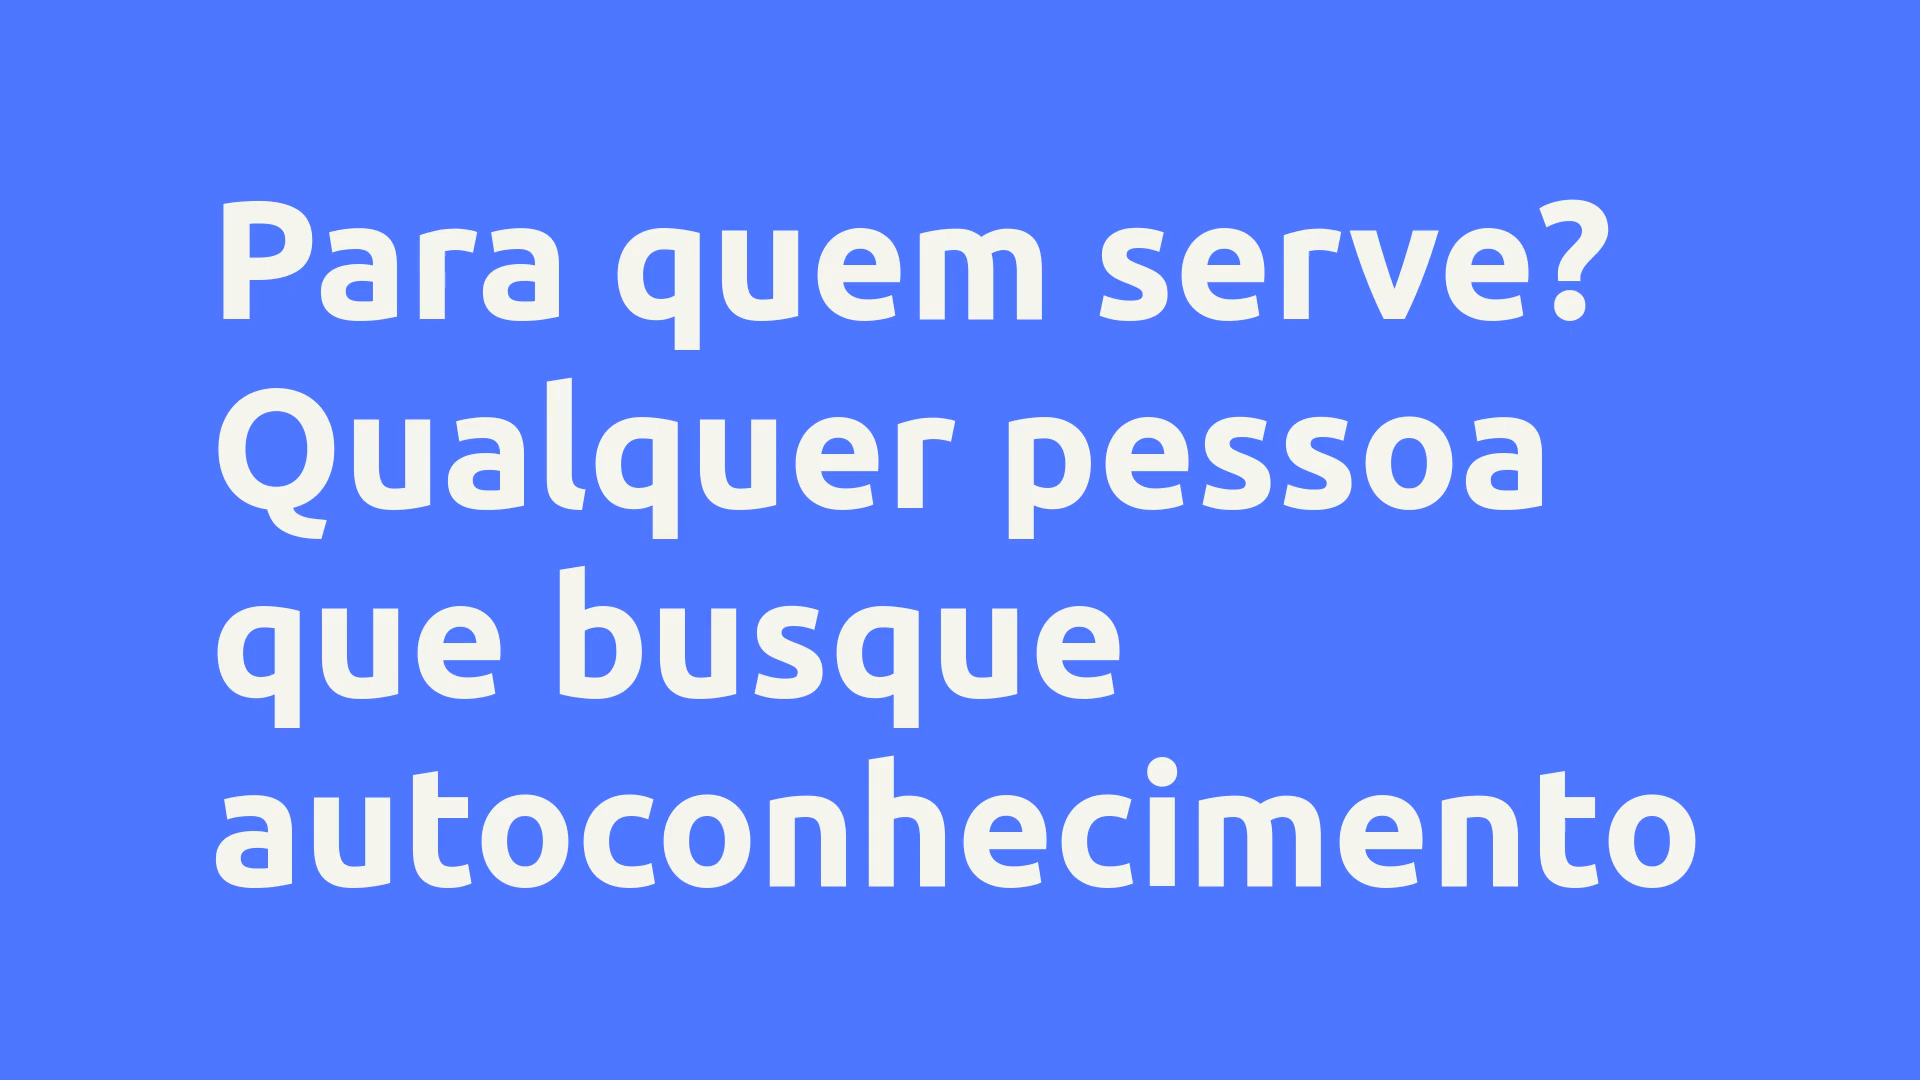 Para quem serve?
Qualquer pessoa
que busque
autoconhecimento